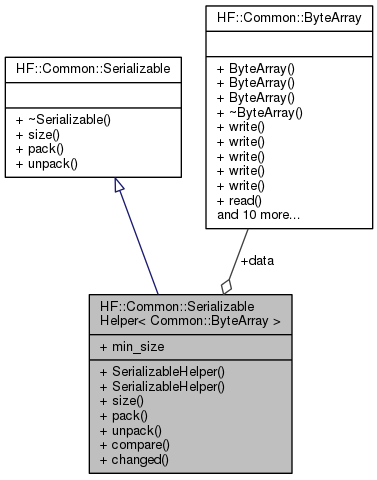 HF::Common::Serializable
+ ~Serializable()
+ size()
+ pack()
+ unpack()
HF::Common::ByteArray
+ ByteArray()
+ ByteArray()
+ ByteArray()
+ ~ByteArray()
+ write()
+ write()
+ write()
+ write()
+ write()
+ read()
and 10 more...
+data
HF::Common::Serializable
Helper< Common::ByteArray >
+ min_size
+ SerializableHelper()
+ SerializableHelper()
+ size()
+ pack()
+ unpack()
+ compare()
+ changed()